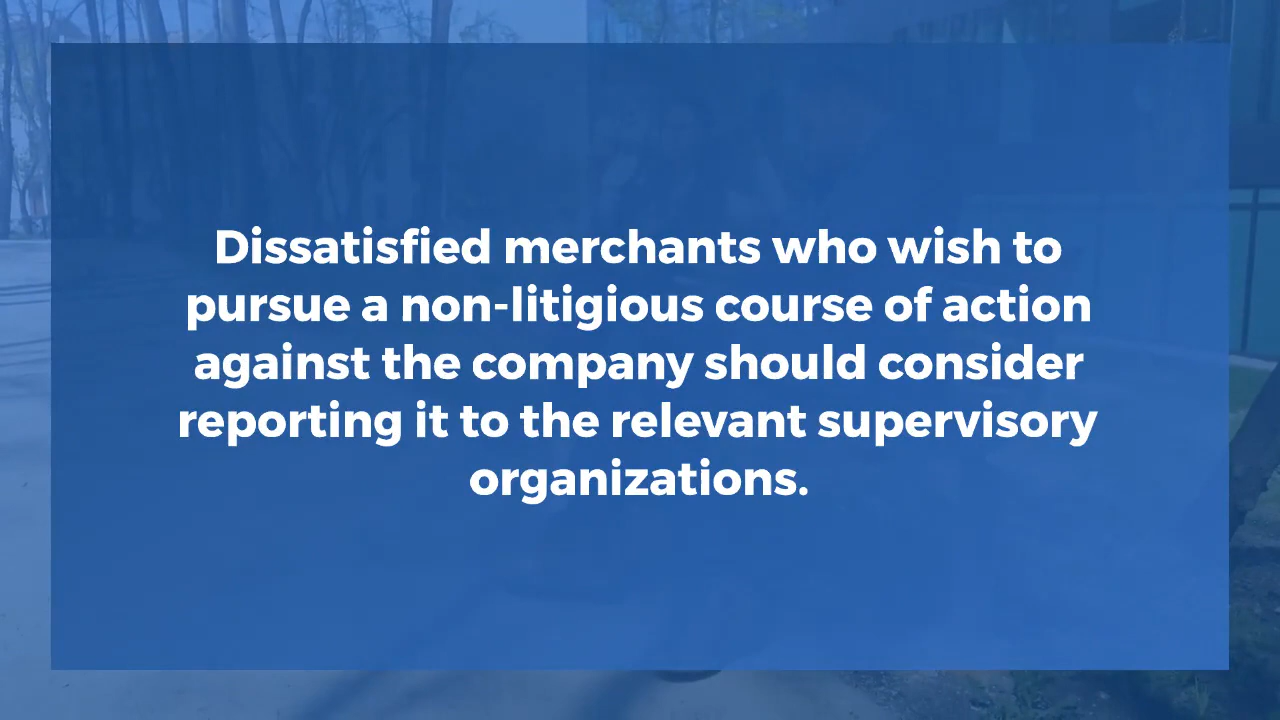 Dissatisfied merchants who wish to
pursue a non-litigious course of action
against the company should consider
reporting it to the relevant supervisory
organizations.